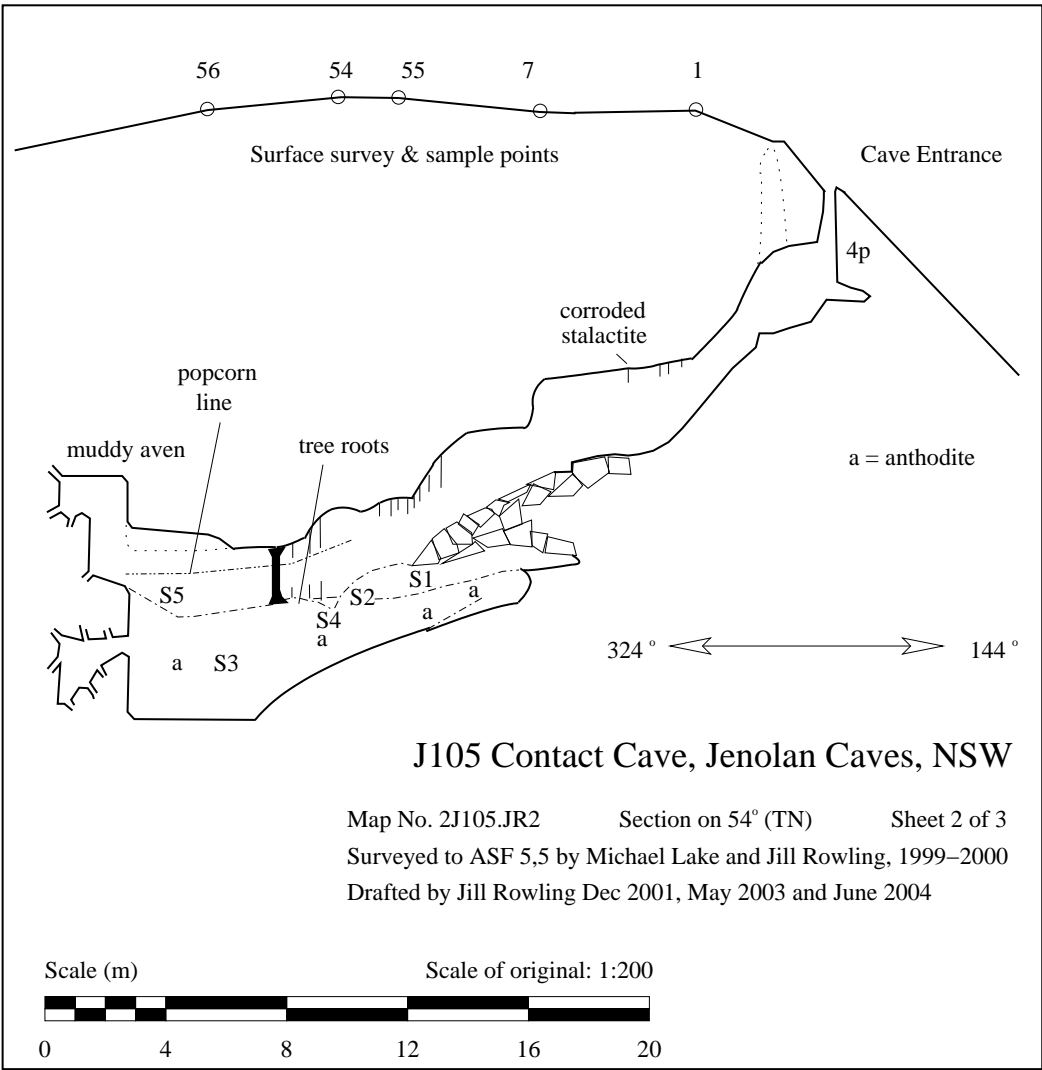 56 54 55 7 1
Surface survey & sample points
Cave Entrance
4p
corroded
stalactite
popcorn
line
muddy aven
tree roots
a = anthodite
S5
S1
S2
a
S4
a
a
a
S3
324 ° 144 °
J105 Contact Cave, Jenolan Caves, NSW
Map No. 2J105.JR2 Section on 54° (TN) Sheet 2 of 3
Surveyed to ASF 5,5 by Michael Lake and Jill Rowling, 1999−2000
Drafted by Jill Rowling Dec 2001, May 2003 and June 2004
Scale (m) Scale of original: 1:200
0 4 8 12 16 20